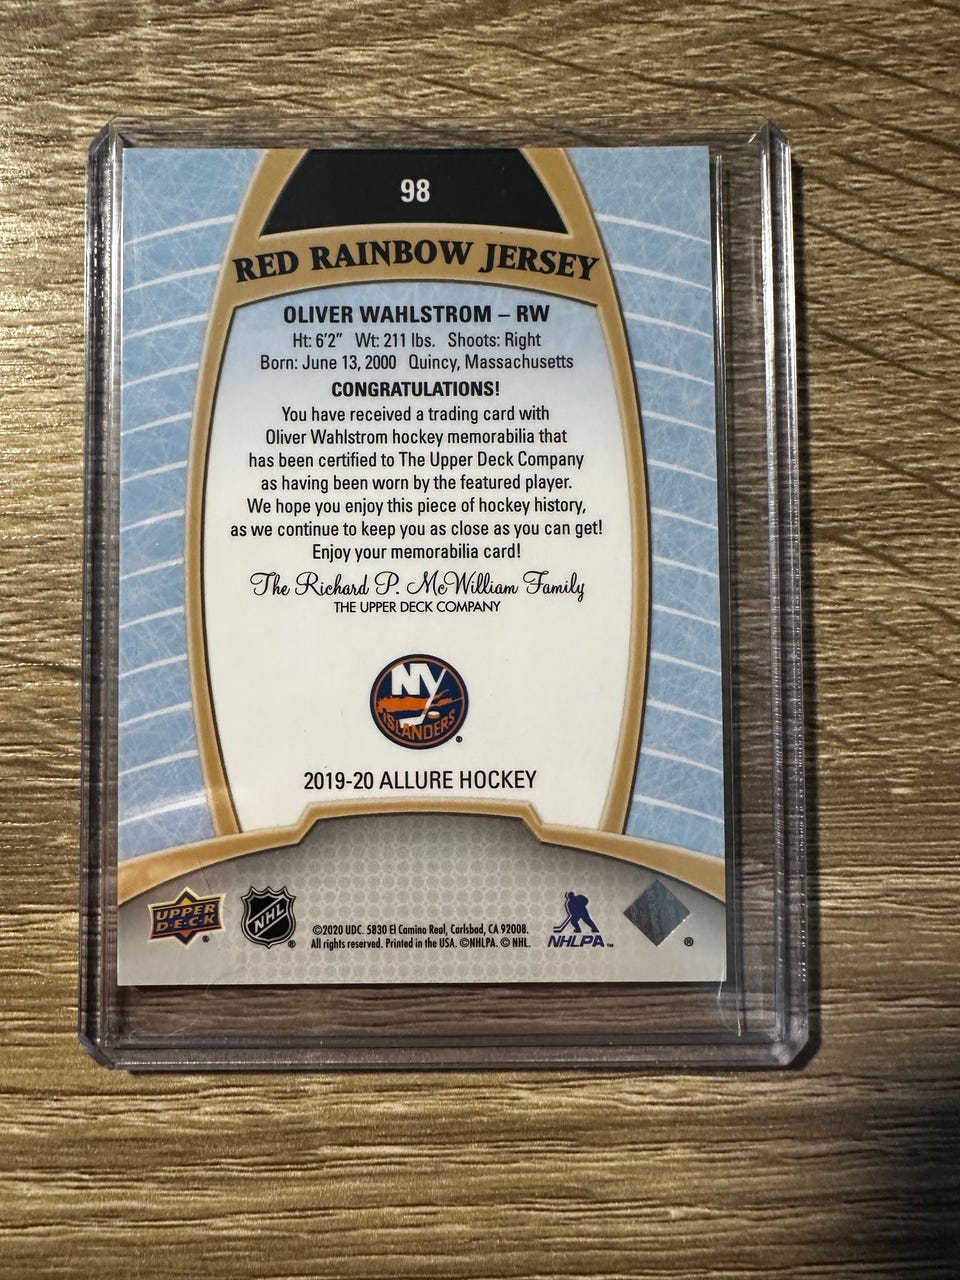 98
RED RAINBOW JERSEY
OLIVER WAHLSTROM – RW
Ht: 6'2" Wt: 211 lbs. Shoots: Right
Born: June 13, 2000 Quincy, Massachusetts
CONGRATULATIONS!
You have received a trading card with
Oliver Wahlstrom hockey memorabilia that
has been certified to The Upper Deck Company
as having been worn by the featured player.
We hope you enjoy this piece of hockey history,
as we continue to keep you as close as you can get!
Enjoy your memorabilia card!
The Richard P. McWilliam Family
THE UPPER DECK COMPANY
NY
ISLANDERS
®
2019-20 ALLURE HOCKEY
UPPER
D·E·C·K
®
NHL
®
©2020 UDC. 5830 El Camino Real, Carlsbad, CA 92008.
All rights reserved. Printed in the USA. ©NHLPA. © NHL.
NHLPA™
®